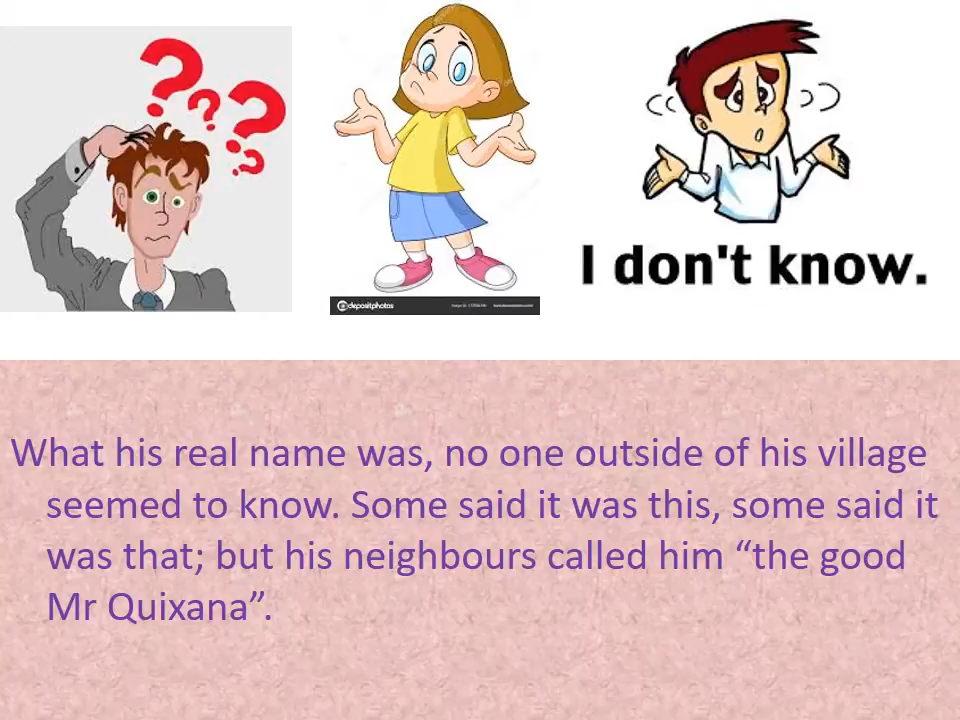 ? ? ? ?
depositphotos
I don't know.
What his real name was, no one outside of his village
seemed to know. Some said it was this, some said it
was that; but his neighbours called him “the good
Mr Quixana”.